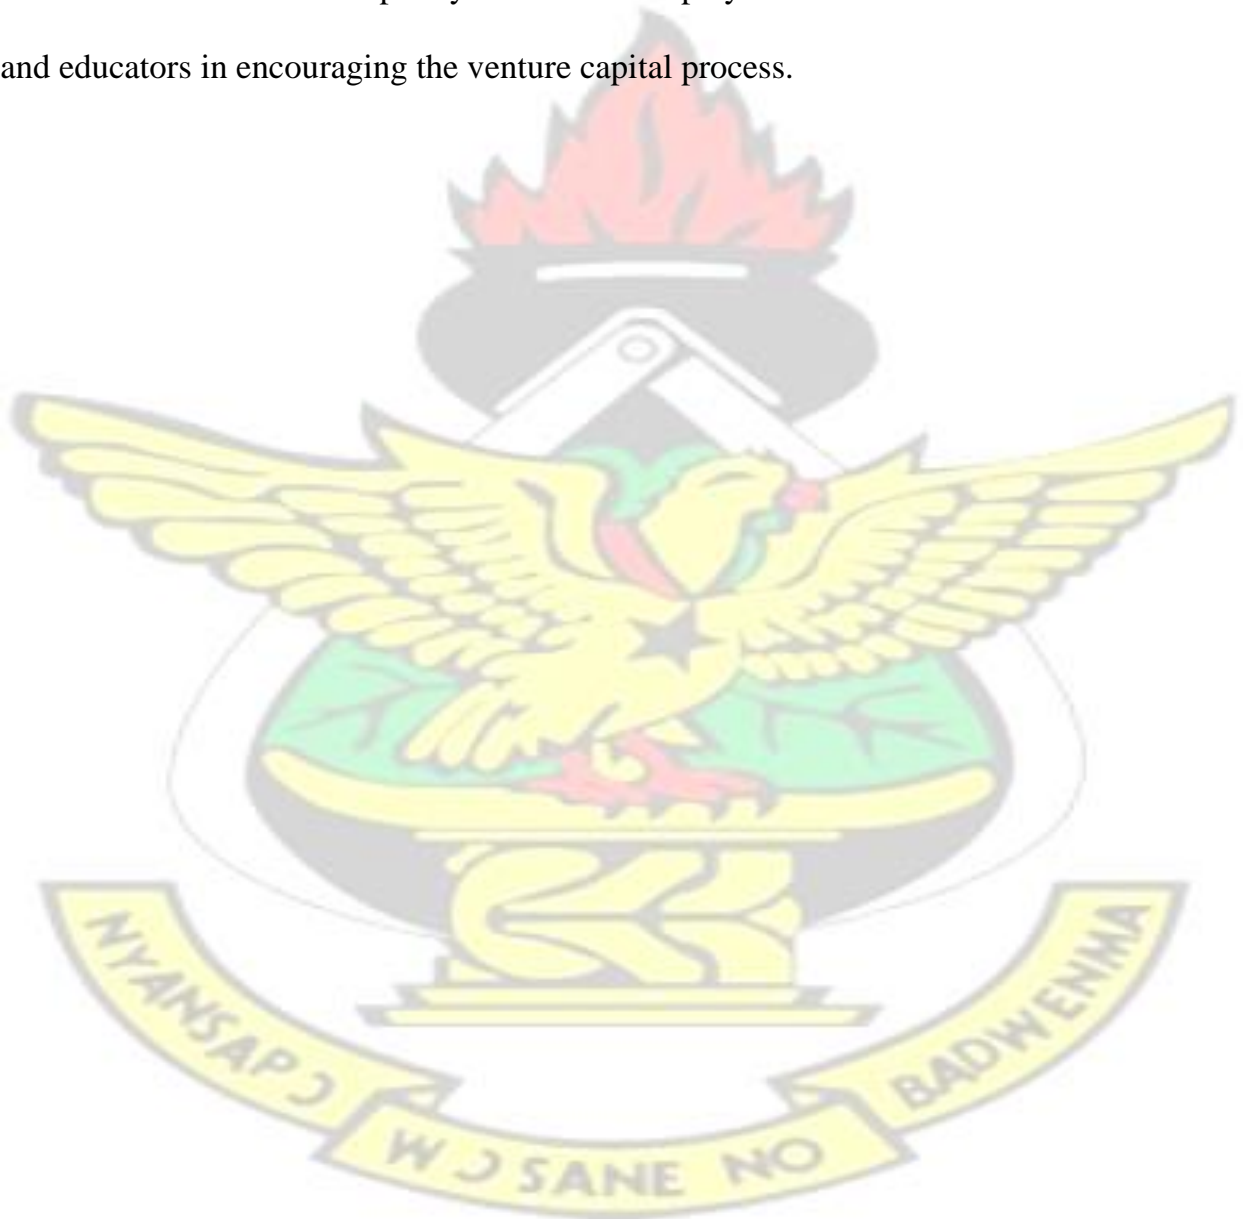 and educators in encouraging the venture capital process.
NYANSAPƆ
WƆSANE NO
BADWENMA